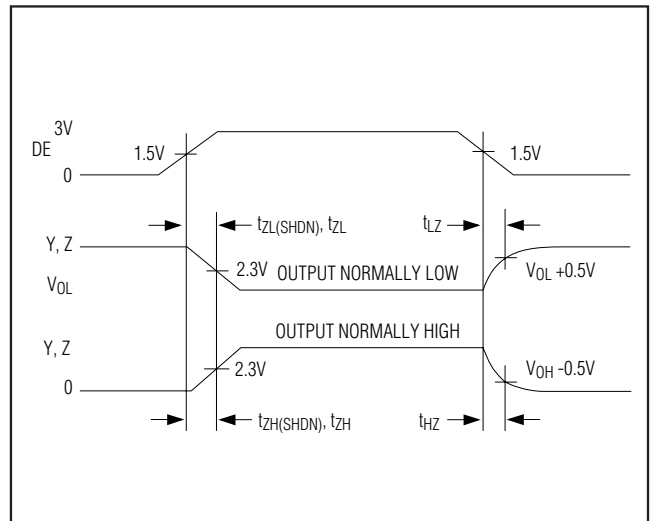 3V
DE
1.5V
1.5V
0
tZL(SHDN), tZL
tLZ
Y, Z
2.3V
OUTPUT NORMALLY LOW
VOL +0.5V
VOL
OUTPUT NORMALLY HIGH
Y, Z
2.3V
VOH -0.5V
0
tZH(SHDN), tZH
tHZ